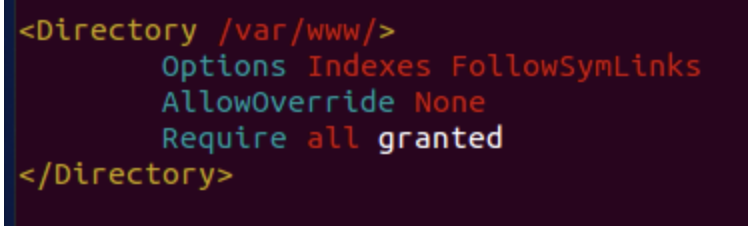 <Directory /var/www/>
        Options Indexes FollowSymLinks
        AllowOverride None
        Require all granted
</Directory>